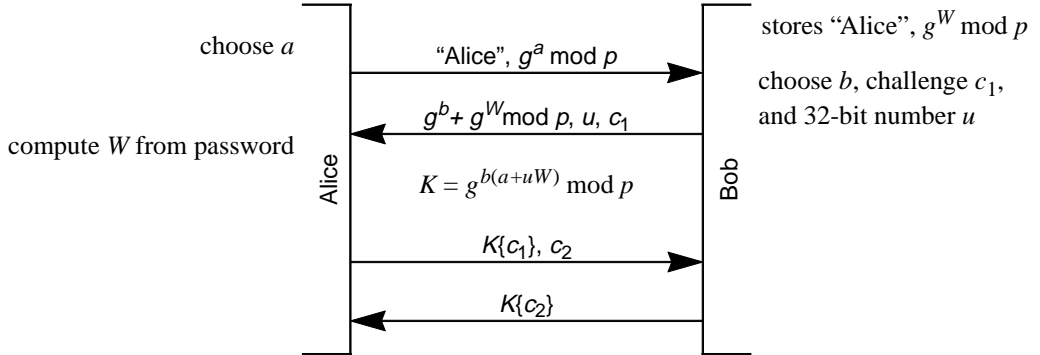 stores “Alice”, g^W mod p
choose a
“Alice”, g^a mod p
choose b, challenge c₁,
and 32-bit number u
g^b + g^W mod p, u, c₁
compute W from password
Alice
K = g^{b(a+uW)} mod p
Bob
K{c₁}, c₂
K{c₂}